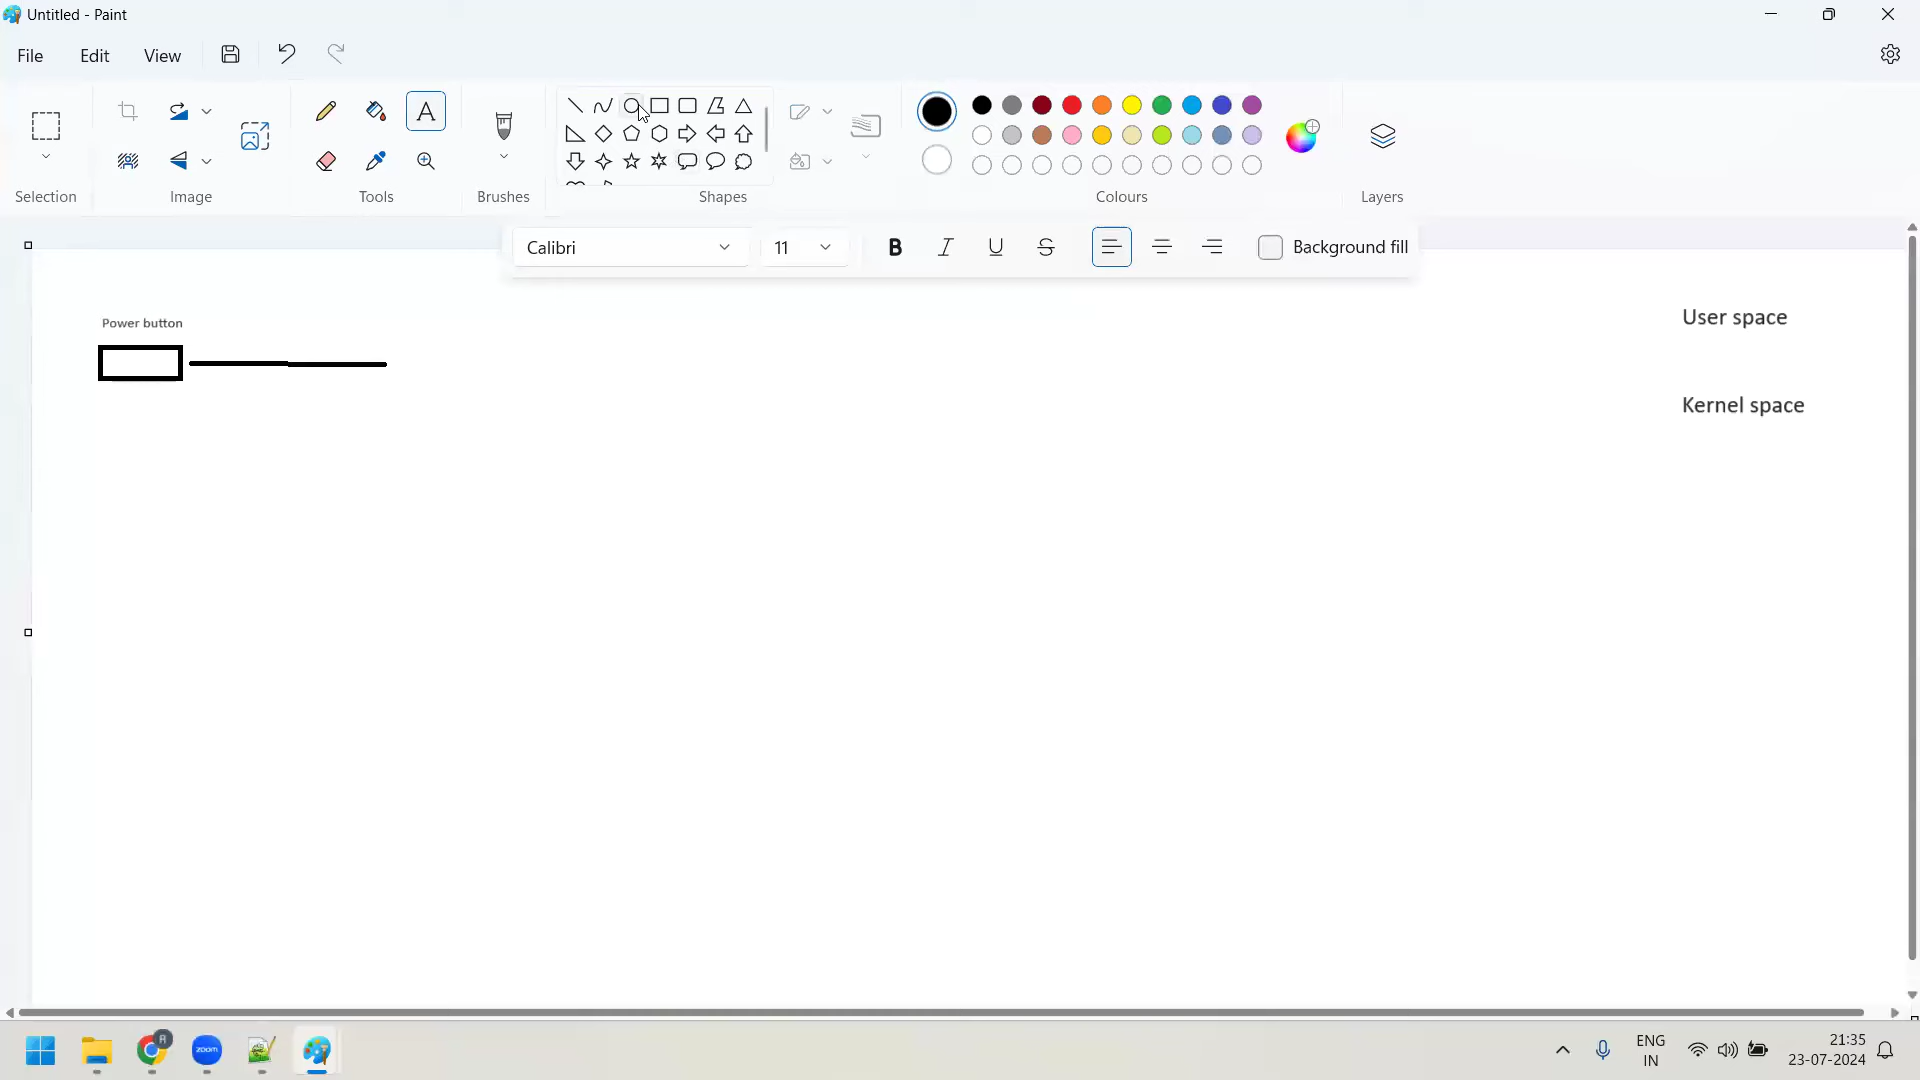 Untitled - Paint
File Edit View
Selection Image Tools Brushes Shapes Colours Layers
Calibri 11 B I U S Background fill
Power button
User space
Kernel space
zoom
ENG
IN
21:35
23-07-2024